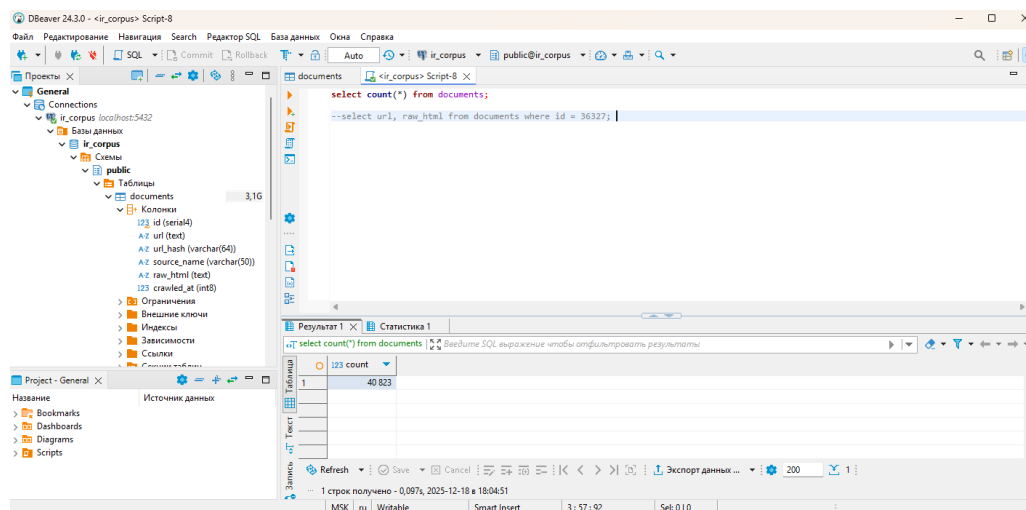 DBeaver 24.3.0 - <ir_corpus> Script-8
Файл Редактирование Навигация Search Редактор SQL База данных Окна Справка
SQL Commit Rollback Auto ir_corpus public@ir_corpus
Проекты
General
Connections
ir_corpus localhost:5432
Базы данных
ir_corpus
Схемы
public
Таблицы
documents 3,1G
Колонки
123 id (serial4)
A-Z url (text)
A-Z url_hash (varchar(64))
A-Z source_name (varchar(50))
A-Z raw_html (text)
123 crawled_at (int8)
Ограничения
Внешние ключи
Индексы
Зависимости
Ссылки
Секции таблиц
Project - General
Название Источник данных
Bookmarks
Dashboards
Diagrams
Scripts
documents <ir_corpus> Script-8
select count(*) from documents;
--select url, raw_html from documents where id = 36327;
Результат 1 Статистика 1
select count(*) from documents Введите SQL выражение чтобы отфильтровать результаты
Таблица
Текст
Запись
123 count
1 40 823
Refresh Save Cancel Экспорт данных ... 200 1
1 строк получено - 0,097s, 2025-12-18 в 18:04:51
MSK ru Writable Smart Insert 3 : 57 : 92 Sel: 0 | 0